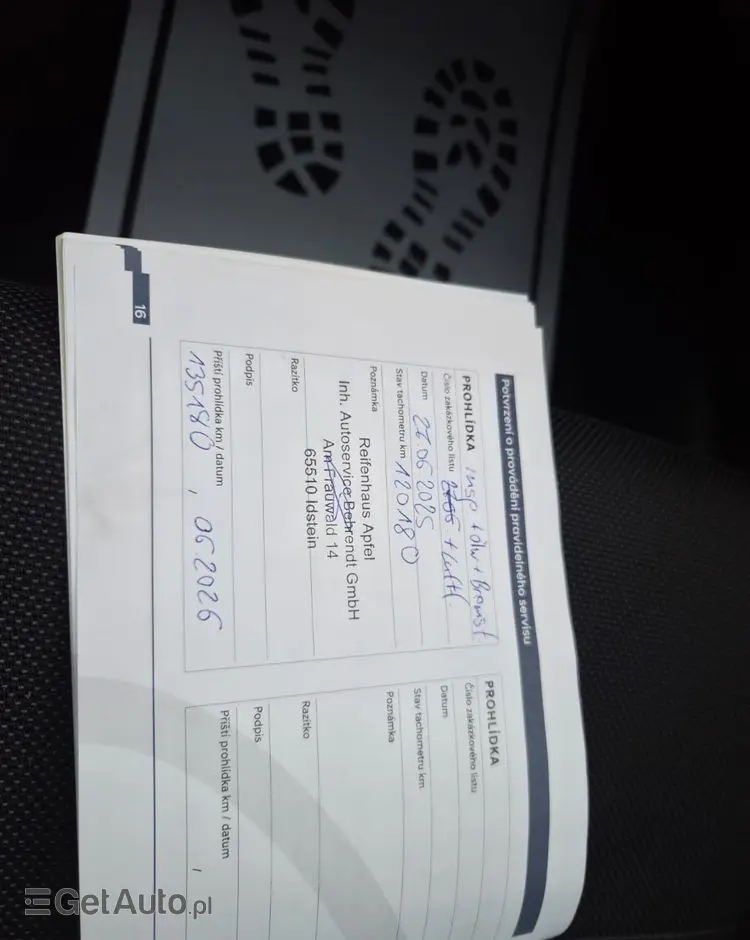 Potvrzení o provádění pravidelného servisu
PROHLÍDKA Insp + Ölw + Bremsf.
Číslo zakázkového listu + Luftf.
Datum 27.06.2025
Stav tachometru km 120180
Poznámka
Reifenhaus Apfel
Inh. Autoservice Behrendt GmbH
Am Frauwald 14
65510 Idstein
Razítko
Podpis
Příští prohlídka km / datum
135180 , 06.2026
PROHLÍDKA
Číslo zakázkového listu
Datum
Stav tachometru km
Poznámka
Razítko
Podpis
Příští prohlídka km / datum
/
16
GetAuto.pl